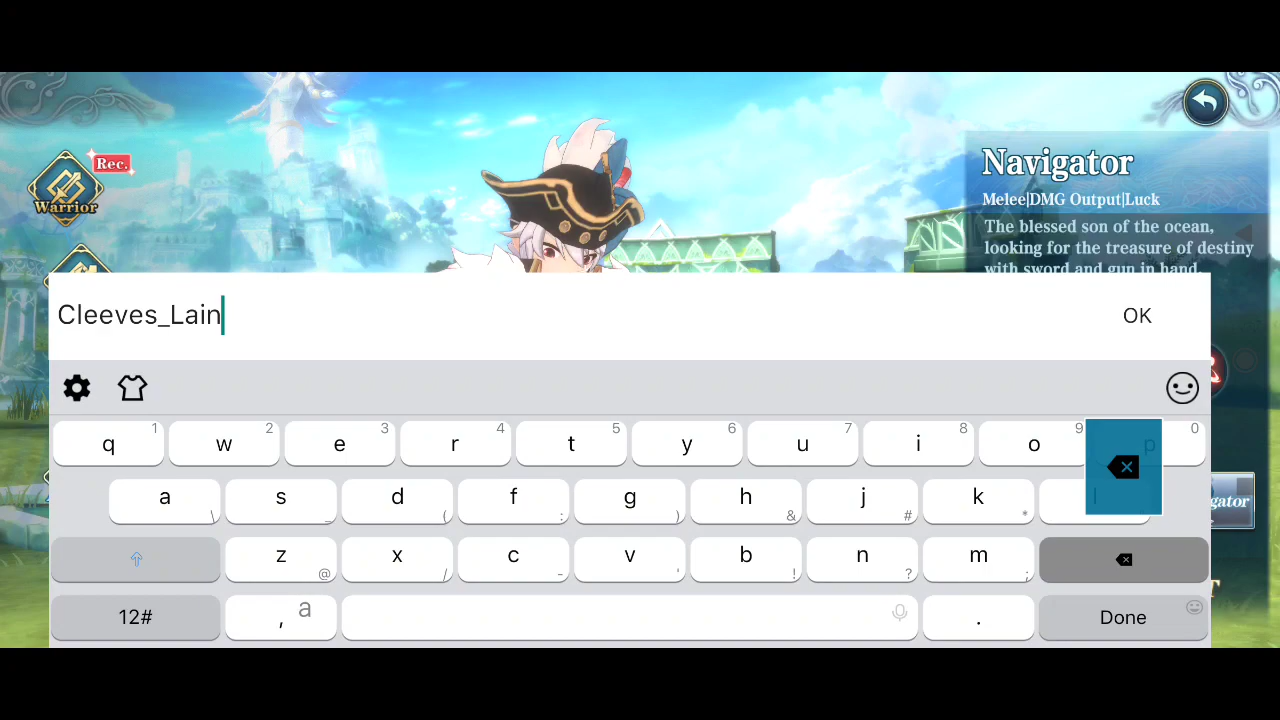 Rec.
Warrior
Navigator
Melee|DMG Output|Luck
The blessed son of the ocean,
looking for the treasure of destiny
with sword and gun in hand
Cleeves_Lain
OK
q 1 w 2 e 3 r 4 t 5 y 6 u 7 i 8 o 9 p 0
a \ s _ d ( f : g ) h & j # k * l
z @ x / c - v ' b ! n ? m ;
12# , a . Done
gator